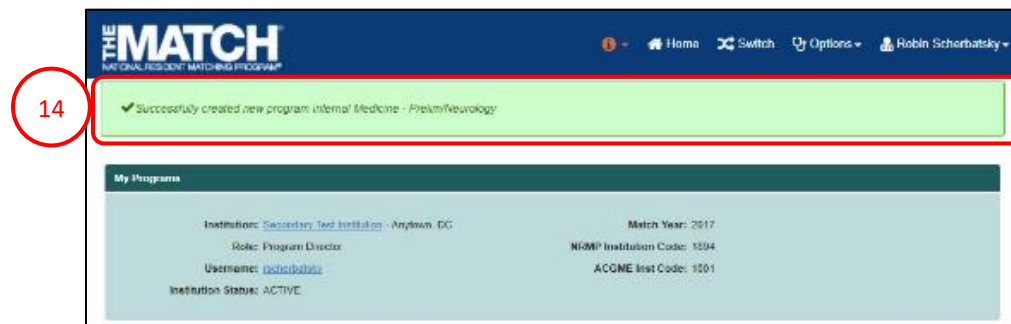 THE MATCH
NATIONAL RESIDENT MATCHING PROGRAM®
Home Switch Options Robin Scherbatsky
14
Successfully created new program Internal Medicine - Prelim/Neurology
My Programs
Institution: Secondary Test Institution - Anytown, DC Match Year: 2017
Role: Program Director NRMP Institution Code: 1894
Username: rscherbatsky ACGME Inst Code: 1001
Institution Status: ACTIVE